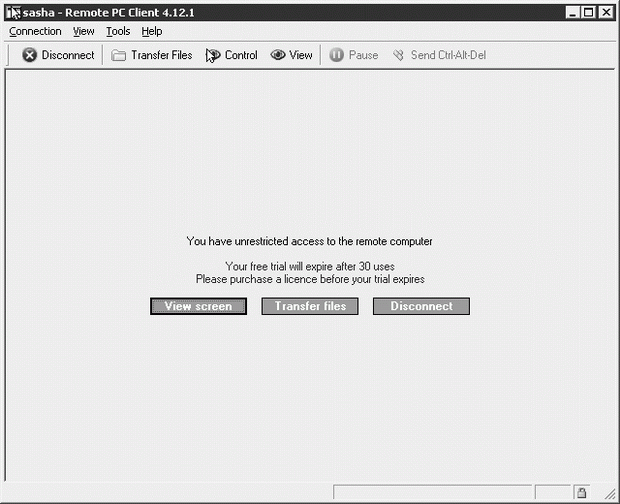 sasha - Remote PC Client 4.12.1
Connection View Tools Help
Disconnect Transfer Files Control View Pause Send Ctrl-Alt-Del
You have unrestricted access to the remote computer
Your free trial will expire after 30 uses
Please purchase a licence before your trial expires
View screen Transfer files Disconnect